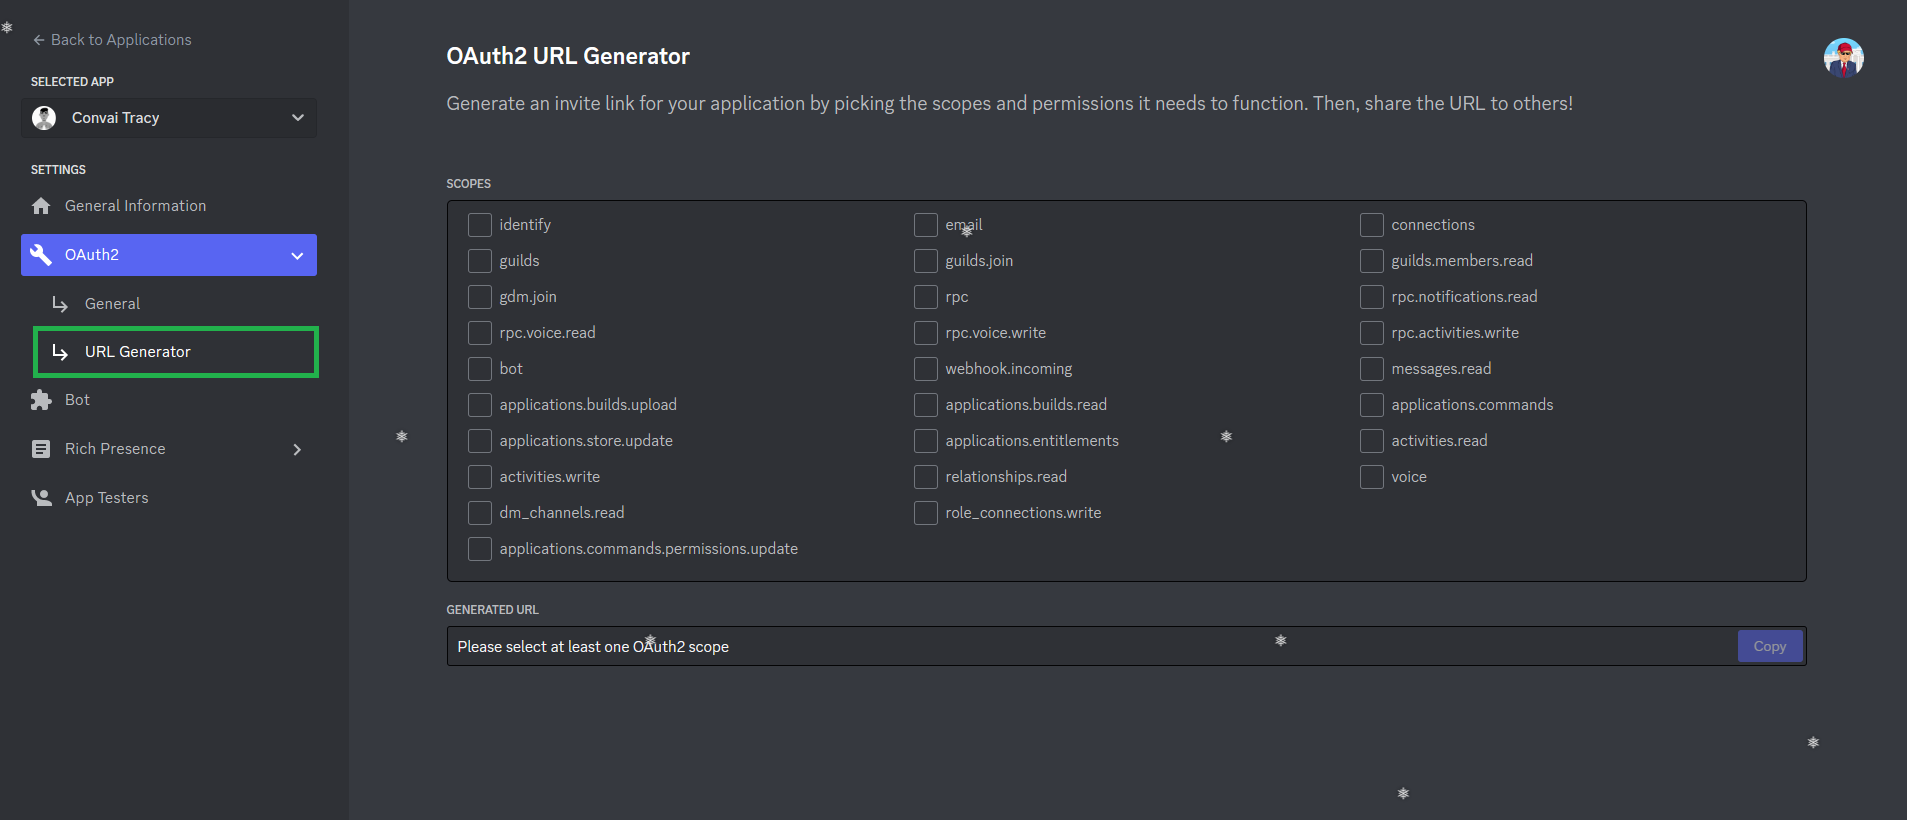 Back to Applications
SELECTED APP
Convai Tracy
SETTINGS
General Information
OAuth2
General
URL Generator
Bot
Rich Presence
App Testers
OAuth2 URL Generator
Generate an invite link for your application by picking the scopes and permissions it needs to function. Then, share the URL to others!
SCOPES
identify email connections
guilds guilds.join guilds.members.read
gdm.join rpc rpc.notifications.read
rpc.voice.read rpc.voice.write rpc.activities.write
bot webhook.incoming messages.read
applications.builds.upload applications.builds.read applications.commands
applications.store.update applications.entitlements activities.read
activities.write relationships.read voice
dm_channels.read role_connections.write
applications.commands.permissions.update
GENERATED URL
Please select at least one OAuth2 scope Copy